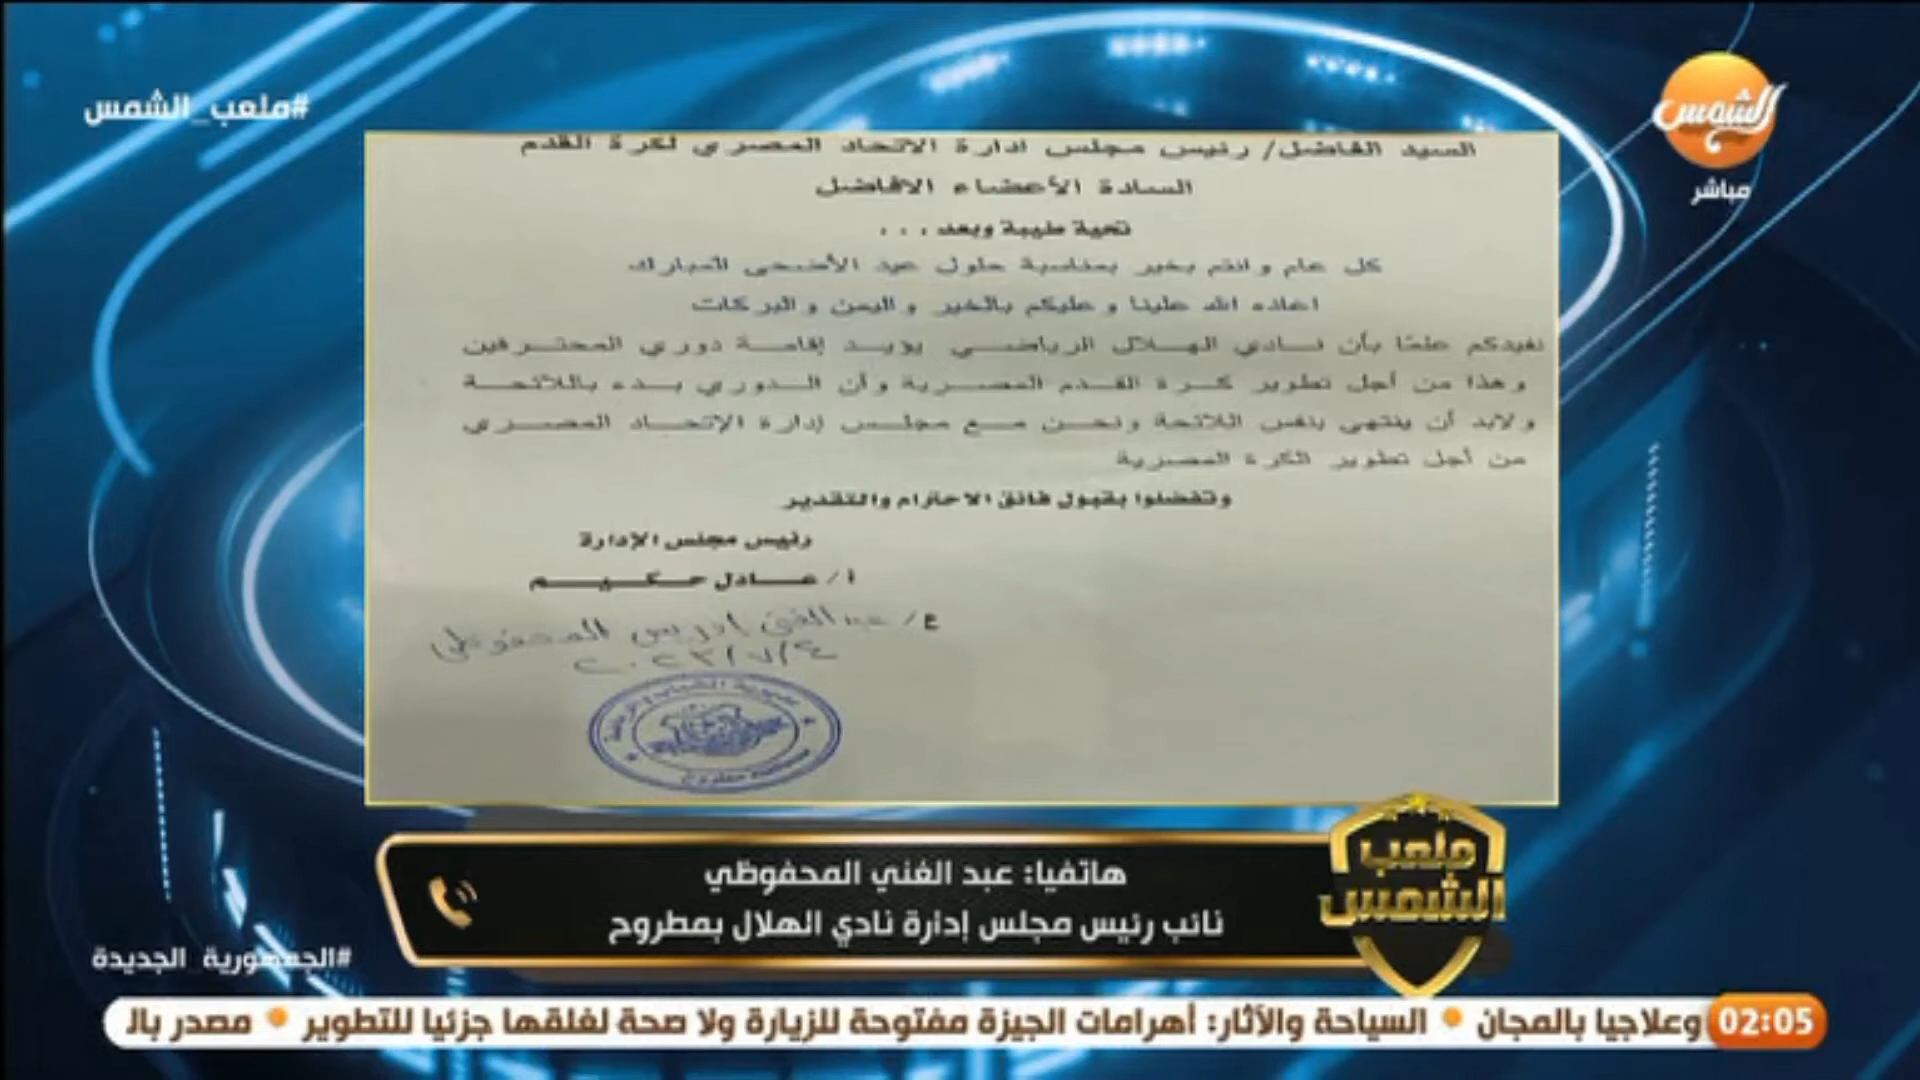 #ملعب_الشمس
الشمس
مباشر
السيد الفاضل/ رئيس مجلس ادارة الاتحاد المصري لكرة القدم
السادة الأعضاء الافاضل
تحية طيبة وبعد ...
كل عام وانتم بخير بمناسبة حلول عيد الأضحى المبارك
اعاده الله علينا و عليكم بالخير و اليمن و البركات
نفيدكم علمًا بأن نادي الهلال الرياضي يؤيد إقامة دوري المحترفين
وهذا من أجل تطوير كرة القدم المصرية وأن الدوري بدء باللائحة
ولابد أن ينتهي بنفس اللائحة ونحن مع مجلس إدارة الإتحاد المصري
من أجل تطوير الكرة المصرية
وتفضلوا بقبول فائق الاحترام والتقدير
رئيس مجلس الإدارة
أ/ عادل حكيم
ع/ عبد الغني ادريس المحفوظي
٢٠٢٣/٧/٤
هاتفيا: عبد الغني المحفوظي
نائب رئيس مجلس إدارة نادي الهلال بمطروح
ملعب
الشمس
#الجمهورية_الجديدة
02:05 وعلاجيا بالمجان • السياحة والآثار: أهرامات الجيزة مفتوحة للزيارة ولا صحة لغلقها جزئيا للتطوير • مصدر بال